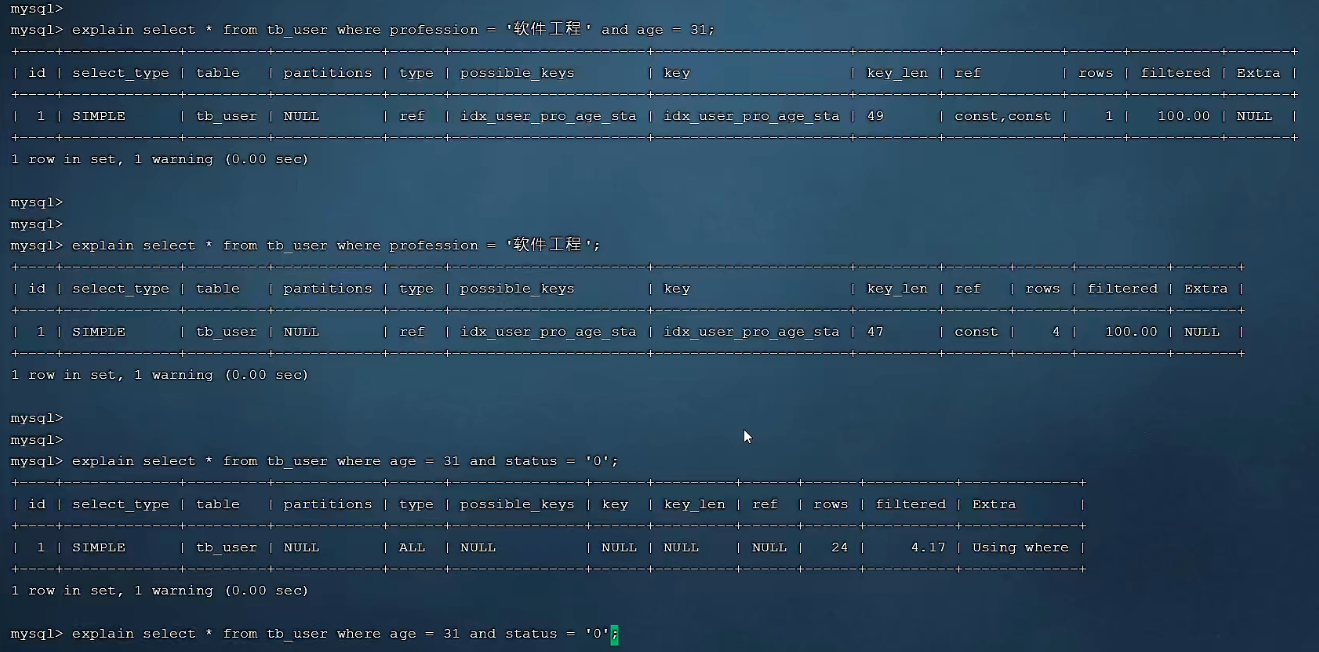 mysql>
mysql> explain select * from tb_user where profession = '软件工程' and age = 31;
+----+-------------+---------+------------+------+----------------------+----------------------+---------+-------------+------+----------+-------+
| id | select_type | table   | partitions | type | possible_keys        | key                  | key_len | ref         | rows | filtered | Extra |
+----+-------------+---------+------------+------+----------------------+----------------------+---------+-------------+------+----------+-------+
|  1 | SIMPLE      | tb_user | NULL       | ref  | idx_user_pro_age_sta | idx_user_pro_age_sta | 49      | const,const |    1 |   100.00 | NULL  |
+----+-------------+---------+------------+------+----------------------+----------------------+---------+-------------+------+----------+-------+
1 row in set, 1 warning (0.00 sec)
mysql>
mysql>
mysql> explain select * from tb_user where profession = '软件工程';
+----+-------------+---------+------------+------+----------------------+----------------------+---------+-------+------+----------+-------+
| id | select_type | table   | partitions | type | possible_keys        | key                  | key_len | ref   | rows | filtered | Extra |
+----+-------------+---------+------------+------+----------------------+----------------------+---------+-------+------+----------+-------+
|  1 | SIMPLE      | tb_user | NULL       | ref  | idx_user_pro_age_sta | idx_user_pro_age_sta | 47      | const |    4 |   100.00 | NULL  |
+----+-------------+---------+------------+------+----------------------+----------------------+---------+-------+------+----------+-------+
1 row in set, 1 warning (0.00 sec)
mysql>
mysql>
mysql> explain select * from tb_user where age = 31 and status = '0';
+----+-------------+---------+------------+------+---------------+------+---------+------+------+----------+-------------+
| id | select_type | table   | partitions | type | possible_keys | key  | key_len | ref  | rows | filtered | Extra       |
+----+-------------+---------+------------+------+---------------+------+---------+------+------+----------+-------------+
|  1 | SIMPLE      | tb_user | NULL       | ALL  | NULL          | NULL | NULL    | NULL |   24 |     4.17 | Using where |
+----+-------------+---------+------------+------+---------------+------+---------+------+------+----------+-------------+
1 row in set, 1 warning (0.00 sec)
mysql> explain select * from tb_user where age = 31 and status = '0';